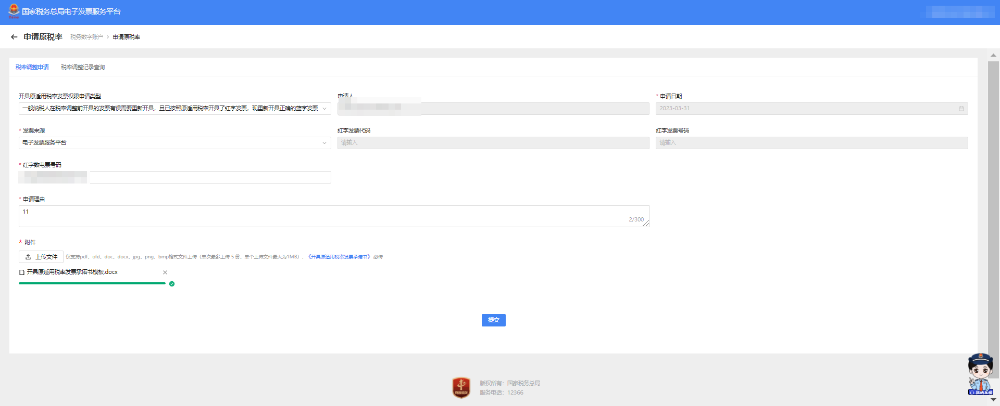 国家税务总局电子发票服务平台
申请原税率 税务数字账户 > 申请原税率
税率调整申请 税率调整记录查询
开具原适用税率发票权限申请类型 申请人 * 申请日期
一般纳税人在税率调整前开具的发票有误需要重新开具，且已按照原适用税率开具了红字发票，现重新开具正确的蓝字发票 2023-03-31
* 发票来源 红字发票代码 红字发票号码
电子发票服务平台 请输入 请输入
* 红字数电票号码
* 申请理由
11
2/300
* 附件
上传文件 仅支持pdf、ofd、doc、docx、jpg、png、bmp格式文件上传（单次最多上传 5 份、单个上传文件最大为1MB），《开具原适用税率发票承诺书》 必传
开具原适用税率发票承诺书模板.docx
提交
版权所有：国家税务总局
服务电话：12366
党政机关